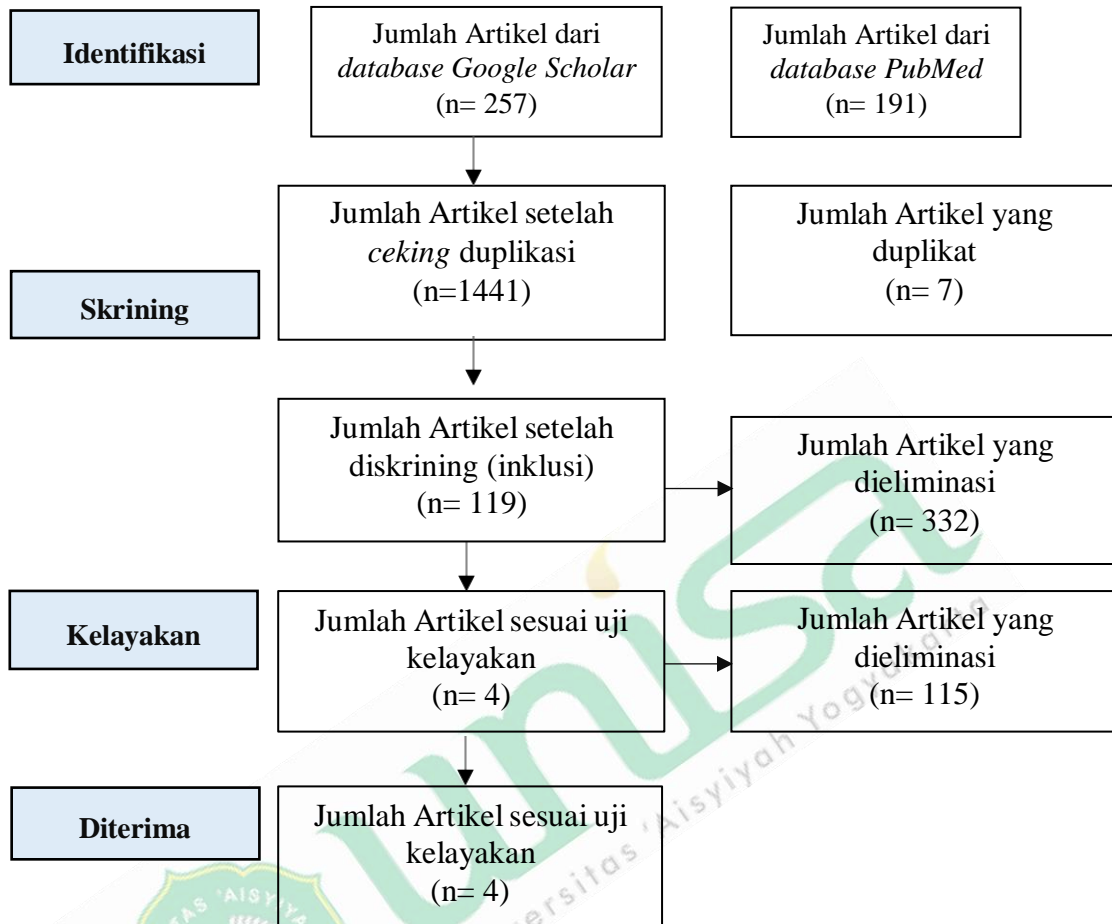 Identifikasi
Jumlah Artikel dari
database Google Scholar
(n= 257)
Jumlah Artikel dari
database PubMed
(n= 191)
Skrining
Jumlah Artikel setelah
ceking duplikasi
(n=1441)
Jumlah Artikel yang
duplikat
(n= 7)
Jumlah Artikel setelah
diskrining (inklusi)
(n= 119)
Jumlah Artikel yang
dieliminasi
(n= 332)
Kelayakan
Jumlah Artikel sesuai uji
kelayakan
(n= 4)
Jumlah Artikel yang
dieliminasi
(n= 115)
Diterima
Jumlah Artikel sesuai uji
kelayakan
(n= 4)
unisa
Universitas 'Aisyiyah Yogyakarta